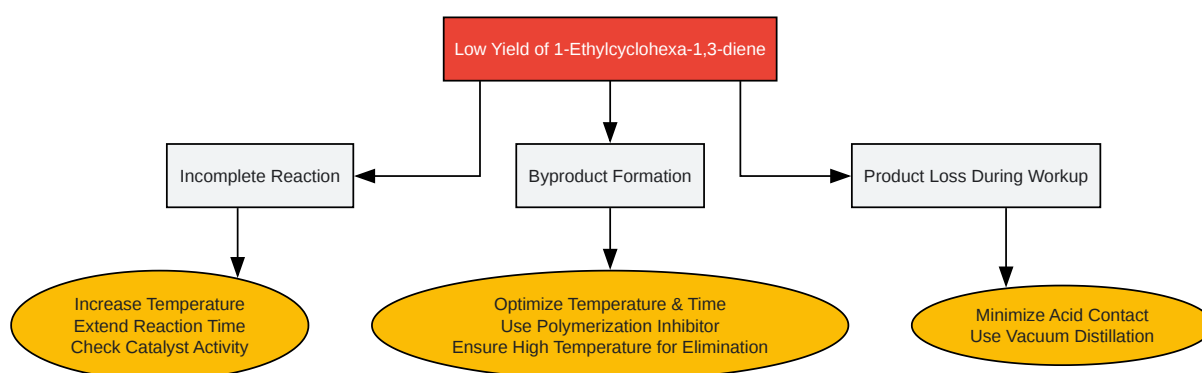 Low Yield of 1-Ethylcyclohexa-1,3-diene
Incomplete Reaction
Byproduct Formation
Product Loss During Workup
Increase Temperature
Extend Reaction Time
Check Catalyst Activity
Optimize Temperature & Time
Use Polymerization Inhibitor
Ensure High Temperature for Elimination
Minimize Acid Contact
Use Vacuum Distillation